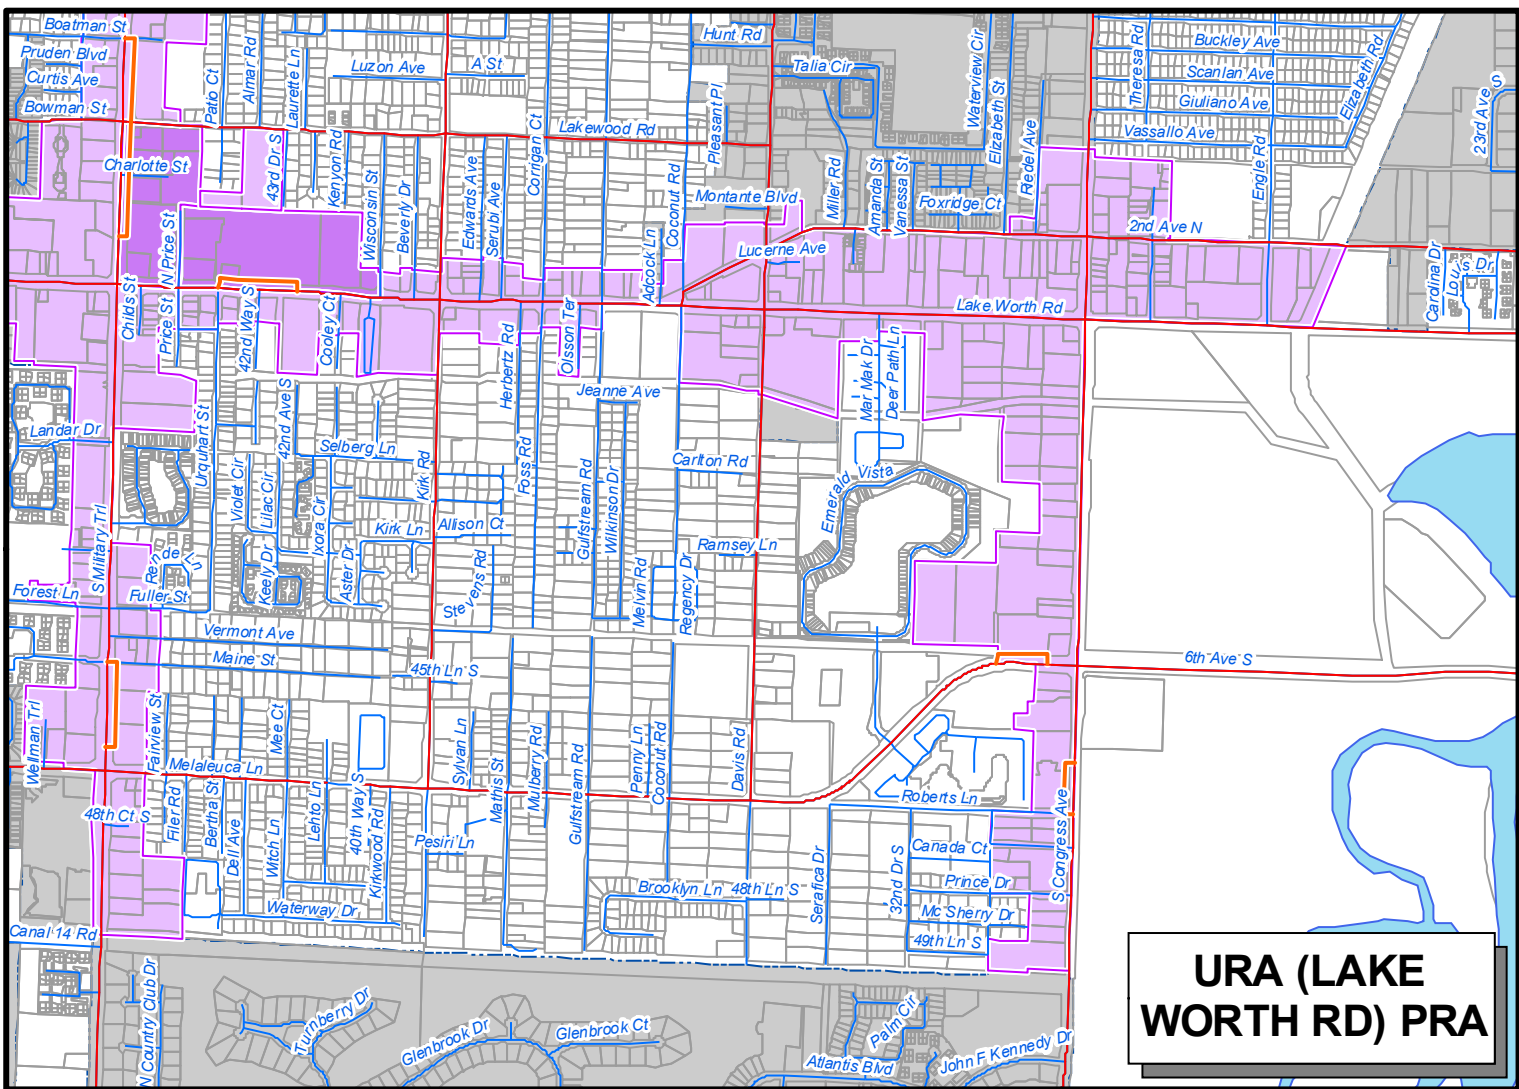 Boatman St
Pruden Blvd
Curtis Ave
Bowman St
Patio Ct
Almar Rd
Laurette Ln
Luzon Ave
A St
Hunt Rd
Talia Cir
Waterview Cir
Elizabeth St
Theresa Rd
Buckley Ave
Scanlan Ave
Giuliano Ave
Vassallo Ave
Elizabeth Rd
23rd Ave S
Charlotte St
43rd Dr S
Kenyon Rd
Wisconsin St
Beverly Dr
Edwards Ave
Serubi Ave
Corrigan Ct
Lakewood Rd
Coconut Rd
Pleasant Pl
Montante Blvd
Miller Rd
Amanda St
Vanessa St
Foxridge Ct
Riedel Ave
Engle Rd
2nd Ave N
N Price St
Adcock Ln
Lucerne Ave
Carolina Dr
Louis Dr
Childs St
Price St
42nd Way S
Cooley Ct
Herbertz Rd
Olsson Ter
Lake Worth Rd
Mar Mak Dr
Deer Path Ln
Jeanne Ave
Landar Dr
Urquhart St
42nd Ave S
Selberg Ln
Kirk Rd
Foss Rd
Carlton Rd
Emerald Vista
Violet Cir
Lilac Cir
Ixora Cir
Kirk Ln
Allison Ct
Gulfstream Rd
Wilkinson Dr
Ramsey Ln
S Military Trl
Ren de Ln
Keely Dr
Aster Dr
Stevens Rd
Melvin Rd
Regency Dr
Forest Ln
Fuller St
Vermont Ave
Maine St
45th Ln S
6th Ave S
Wellman Trl
Fairview St
Mee Ct
Sylvan Ln
Mulberry Rd
Penny Ln
Coconut Rd
Davis Rd
Melaleuca Ln
48th Ct S
Filer Rd
Bertha St
Dell Ave
Witch Ln
Lehto Ln
40th Way S
Kirkwood Rd
Pesiri Ln
Mathis St
Gulfstream Rd
Roberts Ln
S Congress Ave
Canada Ct
Prince Dr
Mc Sherry Dr
49th Ln S
Brooklyn Ln
48th Ln S
Serafica Dr
32nd Dr S
Waterway Dr
Canal 14 Rd
N Country Club Dr
Turnberry Dr
Glenbrook Dr
Glenbrook Ct
Palm Cir
Atlantis Blvd
John F Kennedy Dr
URA (LAKE
WORTH RD) PRA